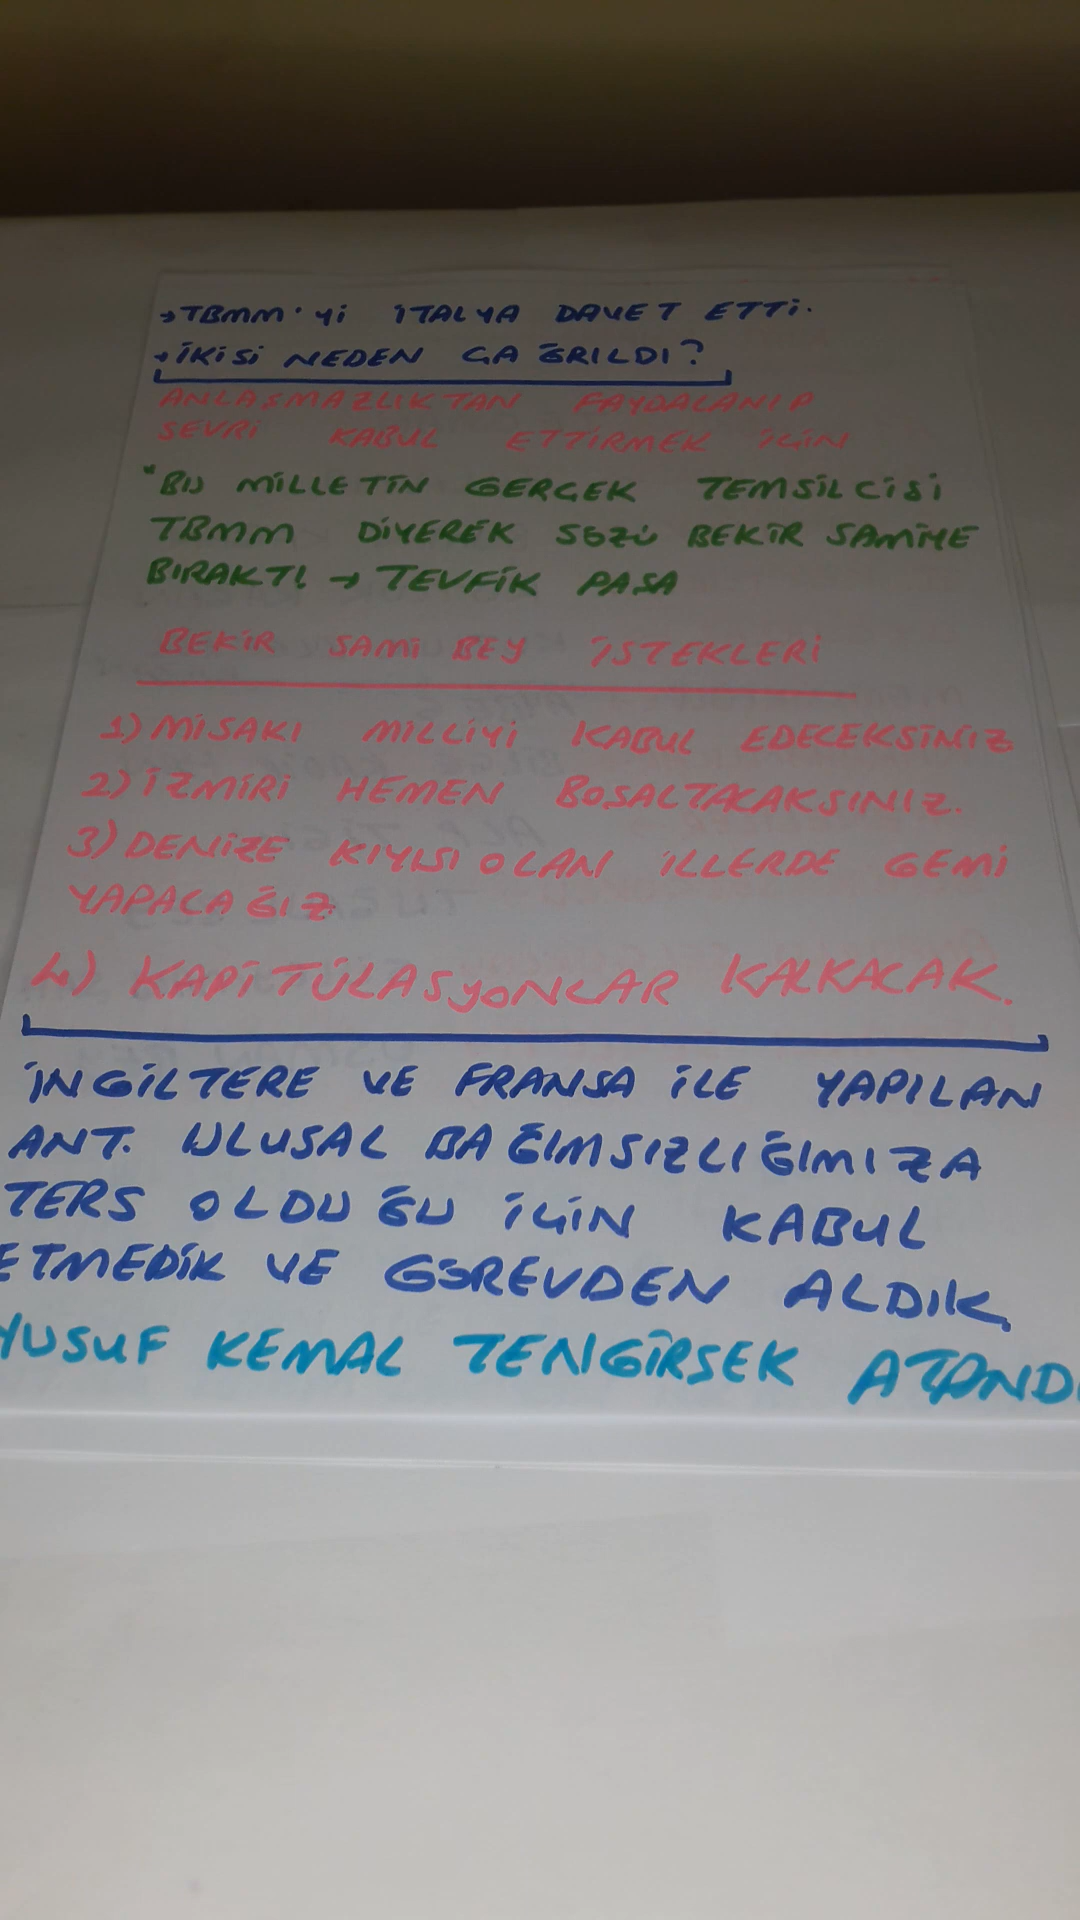 →TBMM'Yİ İTALYA DAVET ETTİ.
→İKİSİ NEDEN ÇAĞRILDI?
ANLAŞMAZLIKTAN FAYDALANIP
SEVRİ KABUL ETTİRMEK İÇİN
"BU MİLLETİN GERÇEK TEMSİLCİSİ
TBMM DİYEREK SÖZÜ BEKİR SAMİYE
BIRAKTI → TEVFİK PAŞA
BEKİR SAMİ BEY İSTEKLERİ
1) MİSAKI MİLLİYİ KABUL EDECEKSİNİZ
2) İZMİRİ HEMEN BOŞALTACAKSINIZ.
3) DENİZE KIYISI OLAN İLLERDE GEMİ
YAPACAĞIZ
4) KAPİTÜLASYONLAR KALKACAK.
İNGİLTERE VE FRANSA İLE YAPILAN
ANT. ULUSAL BAĞIMSIZLIĞIMIZA
TERS OLDUĞU İÇİN KABUL
ETMEDİK VE GÖREVDEN ALDIK.
YUSUF KEMAL TENGİRŞEK ATANDI